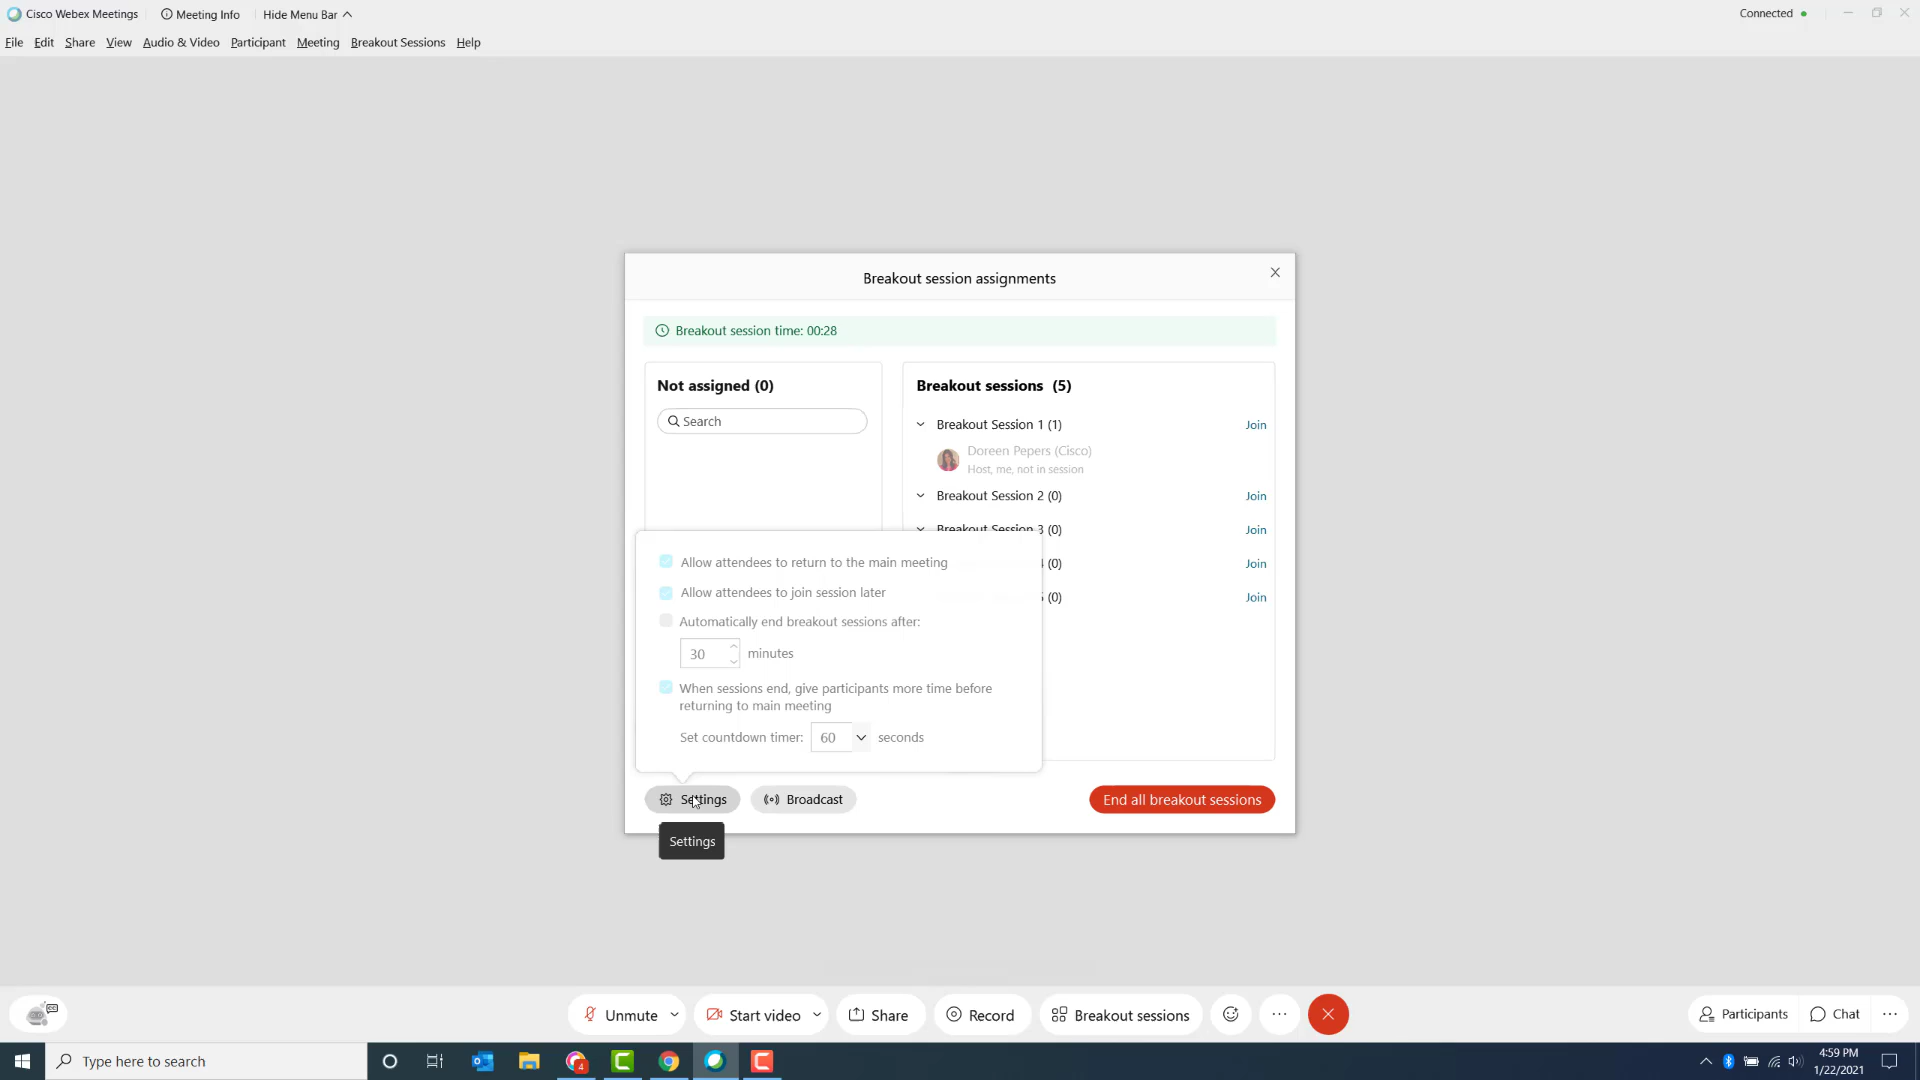 Cisco Webex Meetings
Meeting Info
Hide Menu Bar
Connected
File Edit Share View Audio & Video Participant Meeting Breakout Sessions Help
Breakout session assignments
Breakout session time: 00:28
Not assigned (0)
Search
Breakout sessions (5)
Breakout Session 1 (1) Join
Doreen Pepers (Cisco)
Host, me, not in session
Breakout Session 2 (0) Join
Breakout Session 3 (0) Join
(0) Join
(0) Join
Allow attendees to return to the main meeting
Allow attendees to join session later
Automatically end breakout sessions after:
30 minutes
When sessions end, give participants more time before
returning to main meeting
Set countdown timer: 60 seconds
Settings
Broadcast
End all breakout sessions
Settings
Unmute
Start video
Share
Record
Breakout sessions
Participants
Chat
Type here to search
4
4:59 PM
1/22/2021